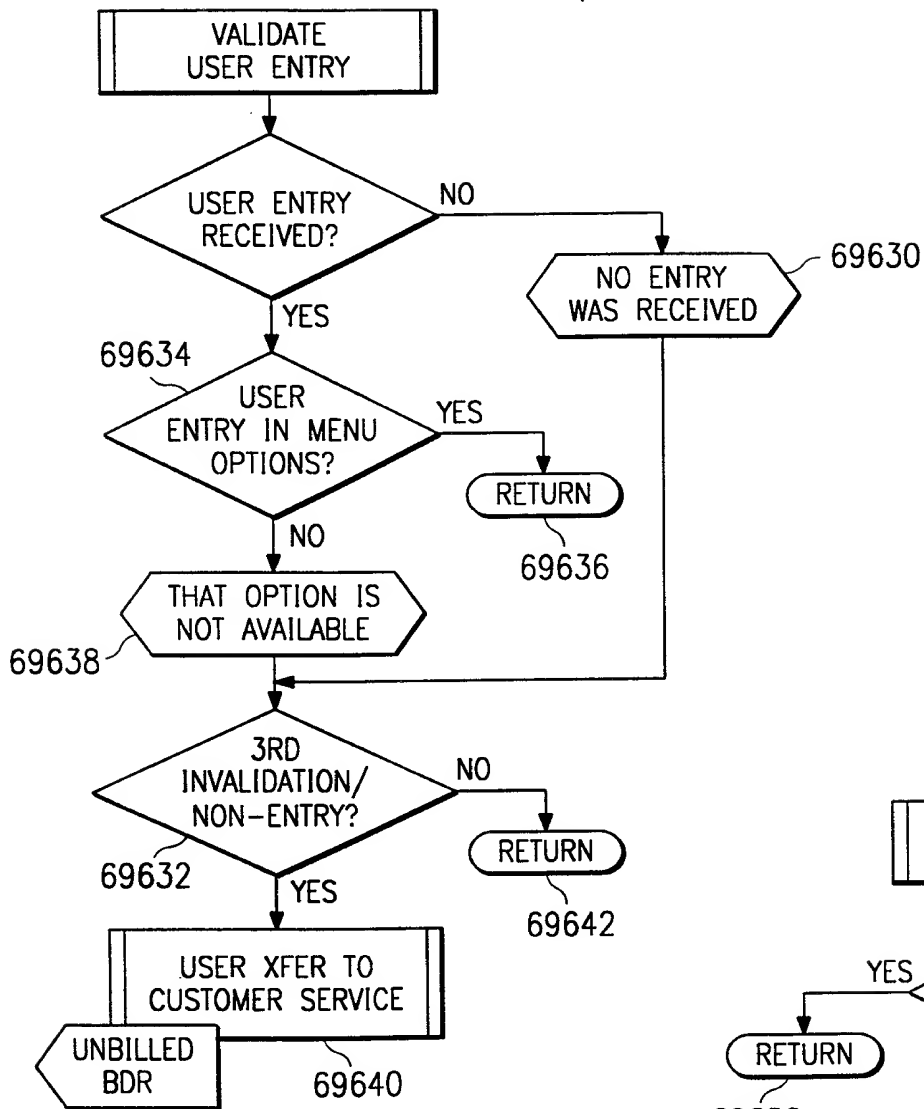 VALIDATE
USER ENTRY
USER ENTRY
RECEIVED?
NO
69630
NO ENTRY
WAS RECEIVED
YES
69634
USER
ENTRY IN MENU
OPTIONS?
YES
RETURN
69636
NO
THAT OPTION IS
NOT AVAILABLE
69638
3RD
INVALIDATION/
NON-ENTRY?
NO
69632
RETURN
69642
YES
USER XFER TO
CUSTOMER SERVICE
UNBILLED
BDR
69640
YES
RETURN